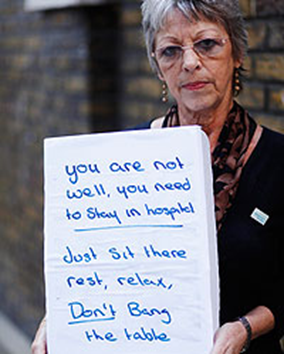 you are not
well, you need
to stay in hospital
Just sit there
rest, relax,
Don't Bang
the table